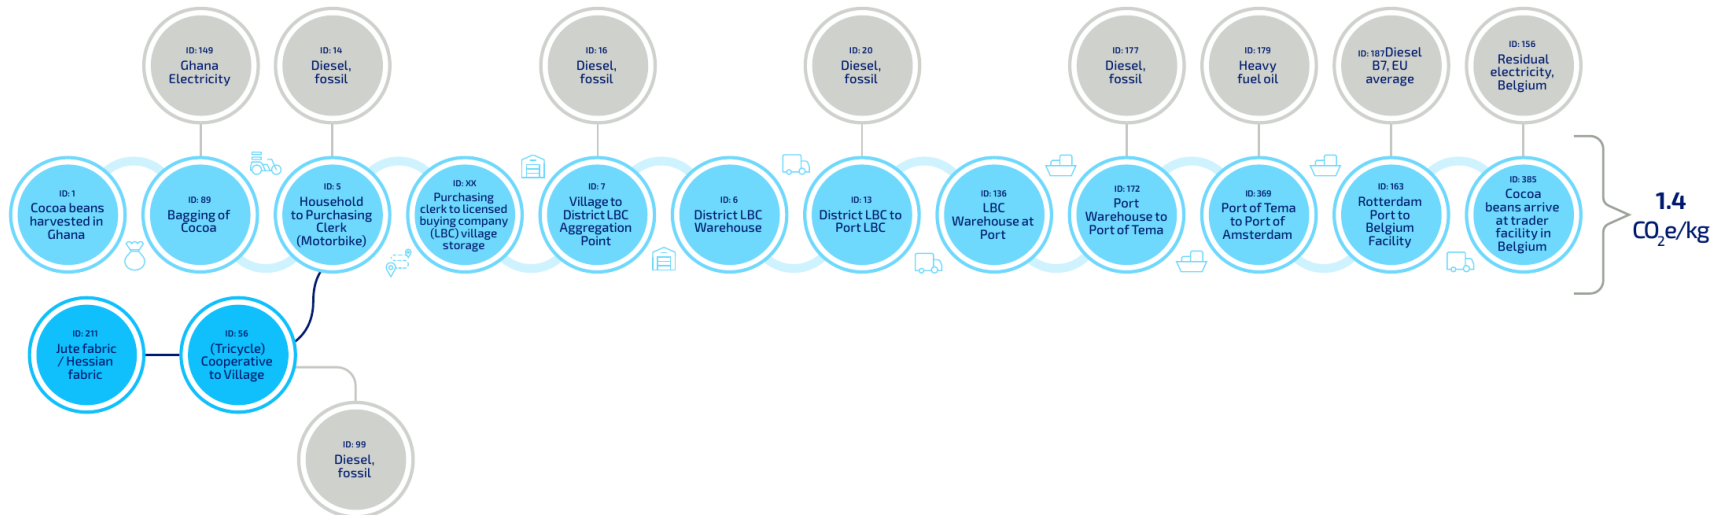 ID: 149
Ghana
Electricity
ID: 14
Diesel,
fossil
ID: 16
Diesel,
fossil
ID: 20
Diesel,
fossil
ID: 177
Diesel,
fossil
ID: 179
Heavy
fuel oil
ID: 187Diesel
B7, EU
average
ID: 156
Residual
electricity,
Belgium
ID: 1
Cocoa beans
harvested in
Ghana
ID: 89
Bagging of
Cocoa
ID: 5
Household
to Purchasing
Clerk
(Motorbike)
ID: XX
Purchasing
clerk to licensed
buying company
(LBC) village
storage
ID: 7
Village to
District LBC
Aggregation
Point
ID: 6
District LBC
Warehouse
ID: 13
District LBC to
Port LBC
ID: 136
LBC
Warehouse at
Port
ID: 172
Port
Warehouse to
Port of Tema
ID: 369
Port of Tema
to Port of
Amsterdam
ID: 163
Rotterdam
Port to
Belgium
Facility
ID: 385
Cocoa
beans arrive
at trader
facility in
Belgium
1.4
CO₂e/kg
ID: 211
Jute fabric
/ Hessian
fabric
ID: 56
(Tricycle)
Cooperative
to Village
ID: 99
Diesel,
fossil